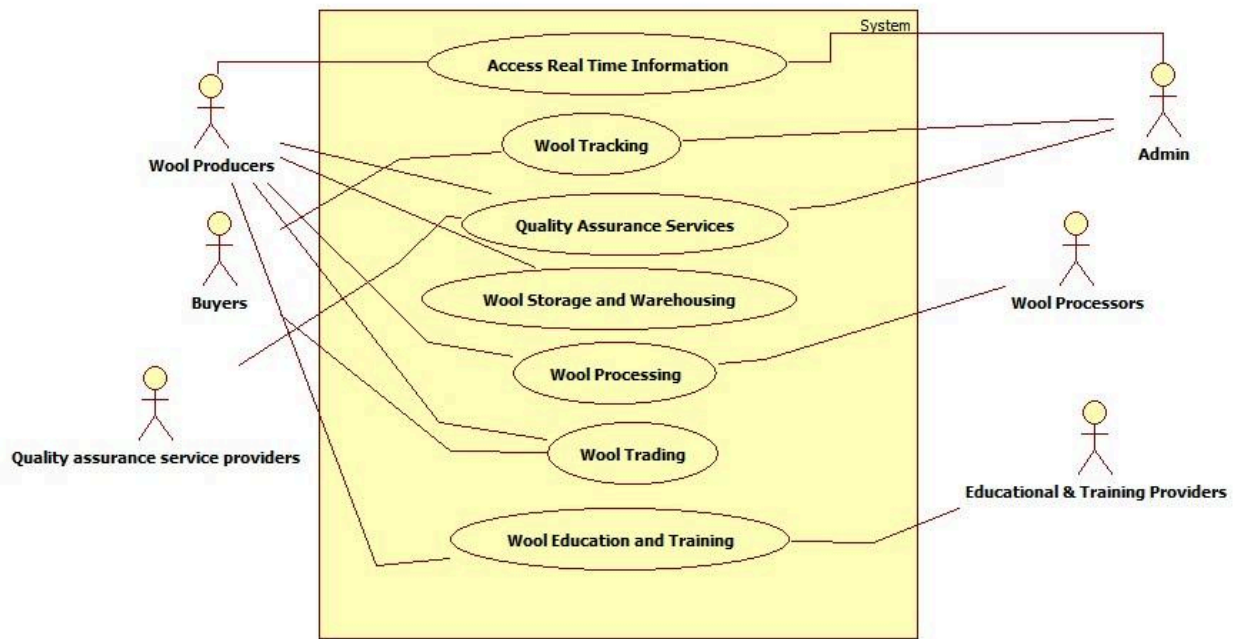 System
Access Real Time Information
Wool Producers
Wool Tracking
Admin
Quality Assurance Services
Buyers
Wool Storage and Warehousing
Wool Processors
Wool Processing
Quality assurance service providers
Wool Trading
Educational & Training Providers
Wool Education and Training